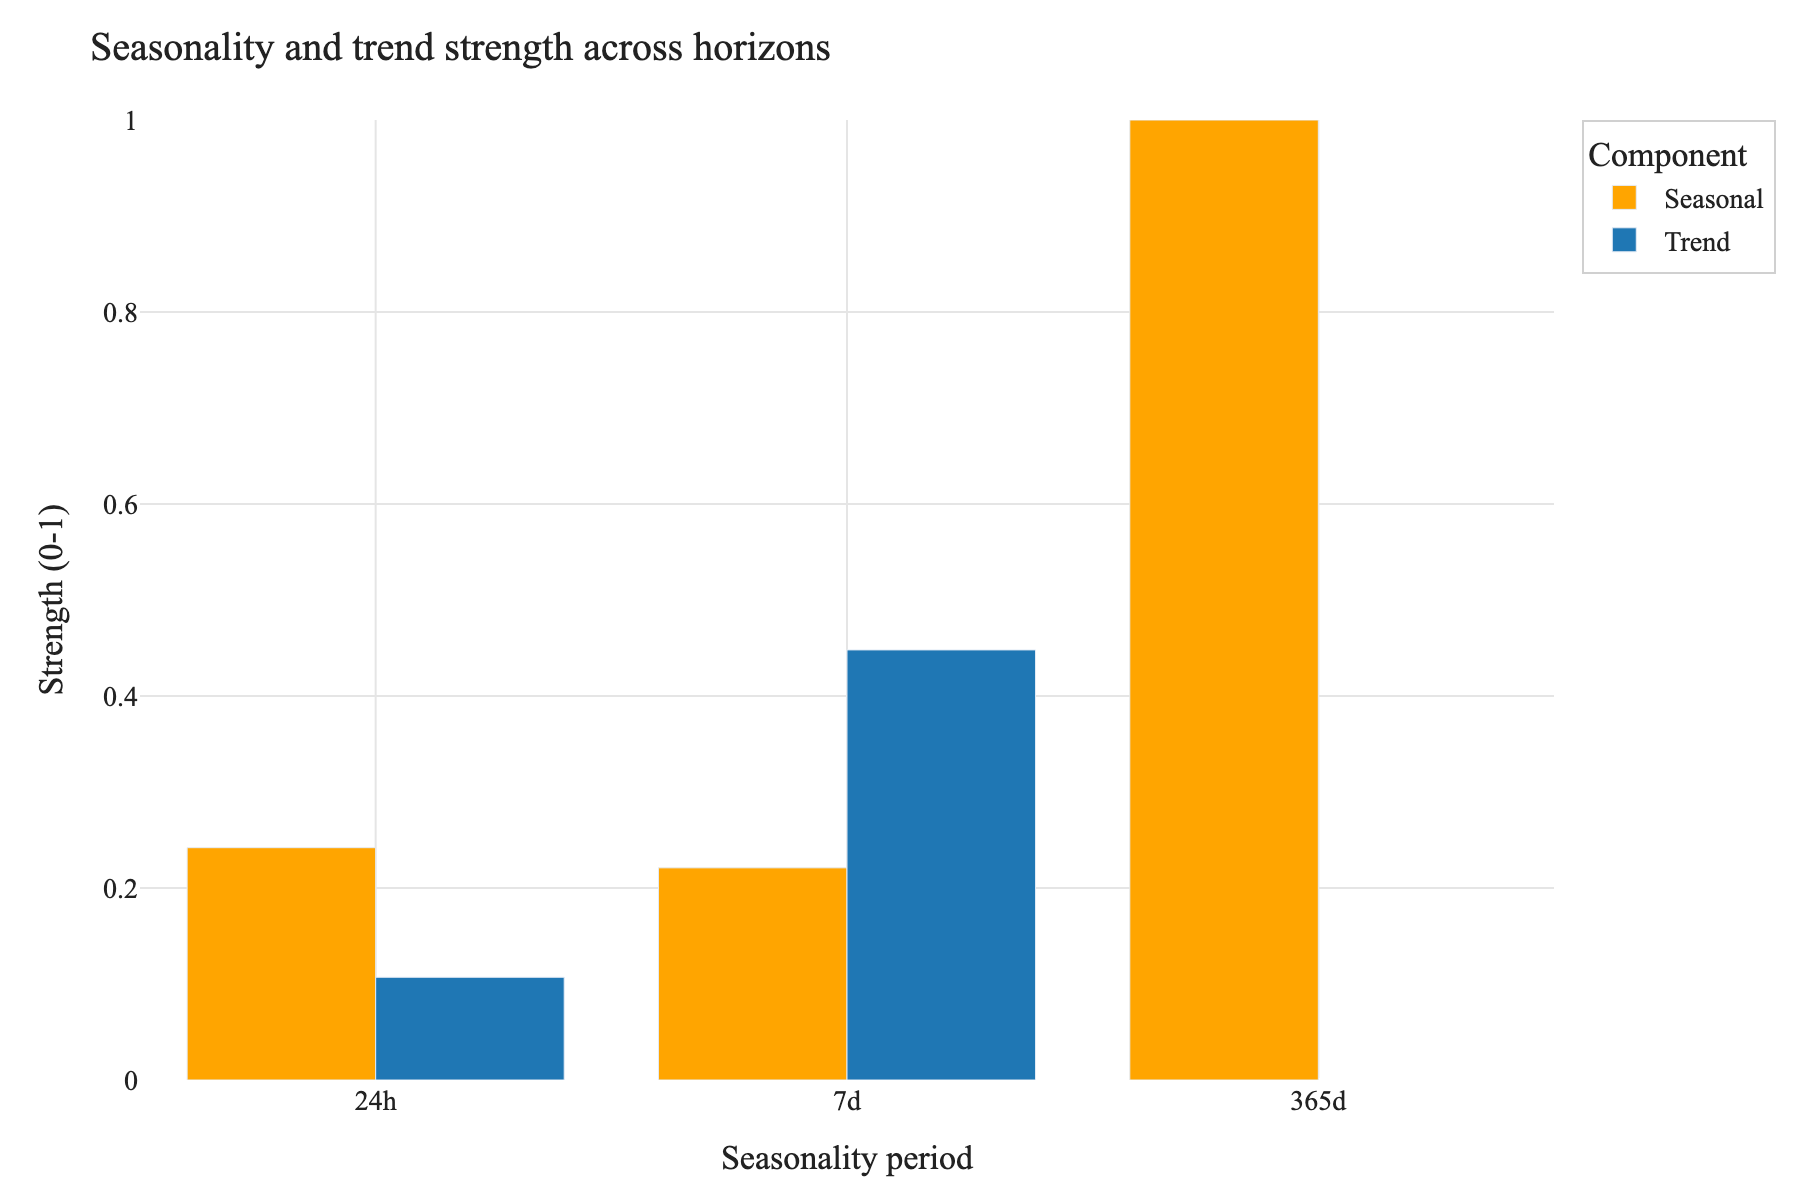 Seasonality and trend strength across horizons
Component
Seasonal
Trend
Strength (0-1)
1
0.8
0.6
0.4
0.2
0
24h
7d
365d
Seasonality period